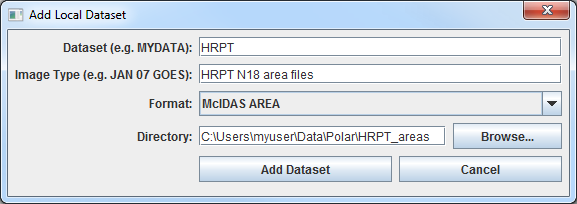 Add Local Dataset
Dataset (e.g. MYDATA): HRPT
Image Type (e.g. JAN 07 GOES): HRPT N18 area files
Format: McIDAS AREA
Directory: C:\Users\myuser\Data\Polar\HRPT_areas Browse...
Add Dataset Cancel